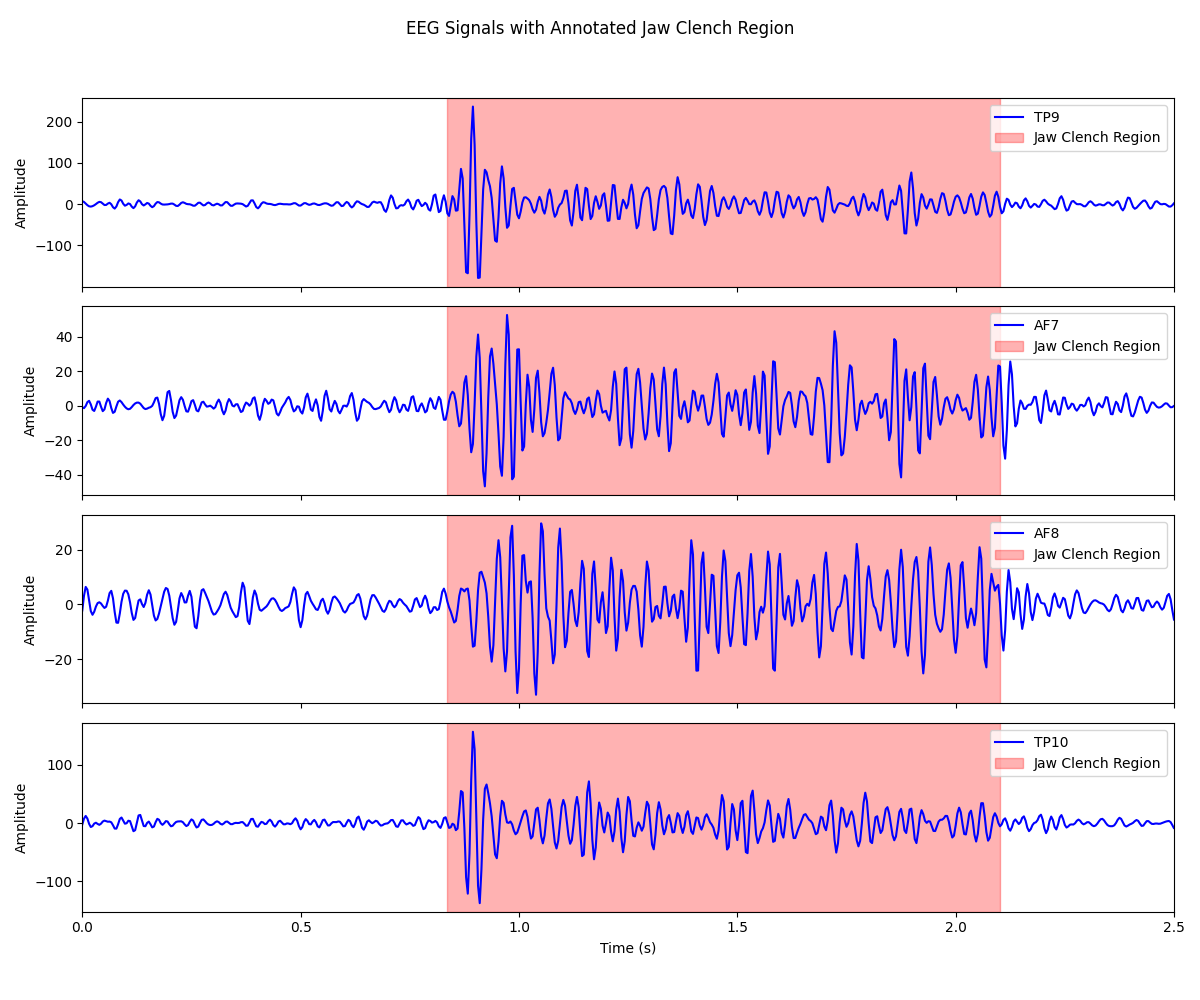 EEG Signals with Annotated Jaw Clench Region
200
100
0
−100
Amplitude
TP9
Jaw Clench Region
40
20
0
−20
−40
Amplitude
AF7
Jaw Clench Region
20
0
−20
Amplitude
AF8
Jaw Clench Region
100
0
−100
Amplitude
TP10
Jaw Clench Region
0.0 0.5 1.0 1.5 2.0 2.5
Time (s)